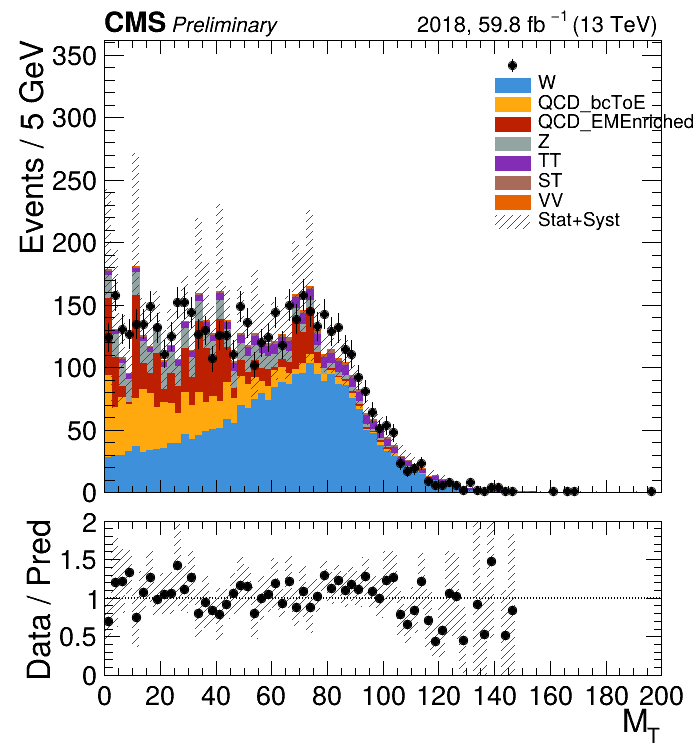 CMS Preliminary 2018, 59.8 fb⁻¹ (13 TeV)
Events / 5 GeV
350
300
250
200
150
100
50
0
W
QCD_bcToE
QCD_EMEnriched
Z
TT
ST
VV
Stat+Syst
Data / Pred
2
1.5
1
0.5
0
0 20 40 60 80 100 120 140 160 180 200
M_T